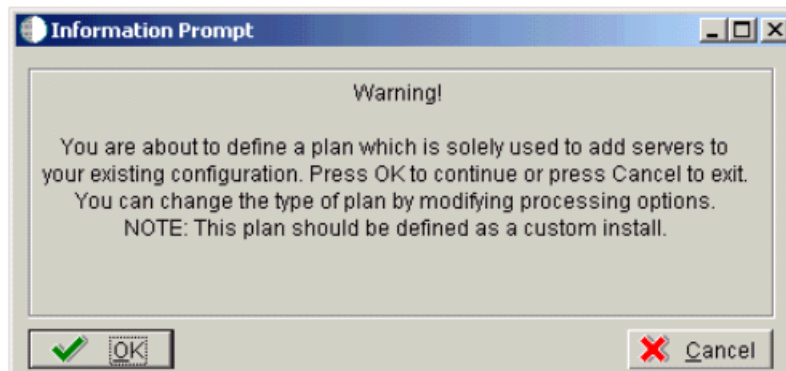 Information Prompt
Warning!
You are about to define a plan which is solely used to add servers to
your existing configuration. Press OK to continue or press Cancel to exit.
You can change the type of plan by modifying processing options.
NOTE: This plan should be defined as a custom install.
OK
Cancel